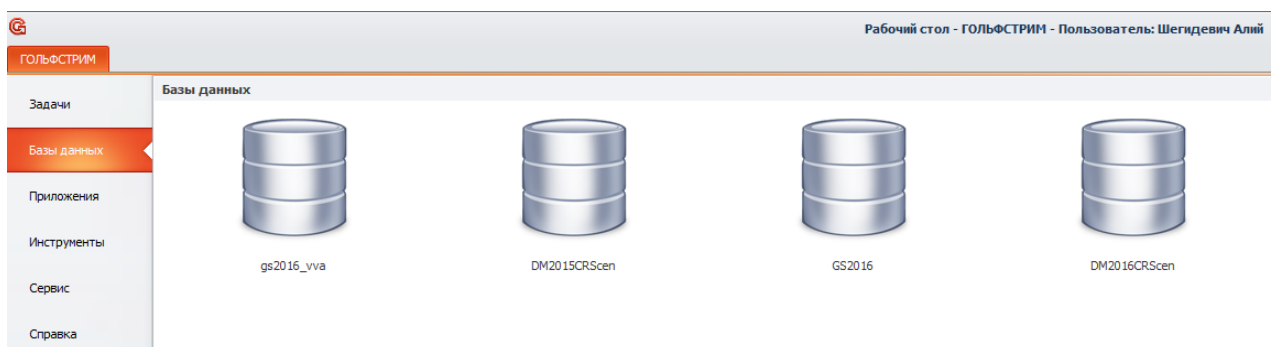 Рабочий стол - ГОЛЬФСТРИМ - Пользователь: Шегидевич Алий
ГОЛЬФСТРИМ
Задачи
Базы данных
Приложения
Инструменты
Сервис
Справка
Базы данных
gs2016_vva
DM2015CRScen
GS2016
DM2016CRScen